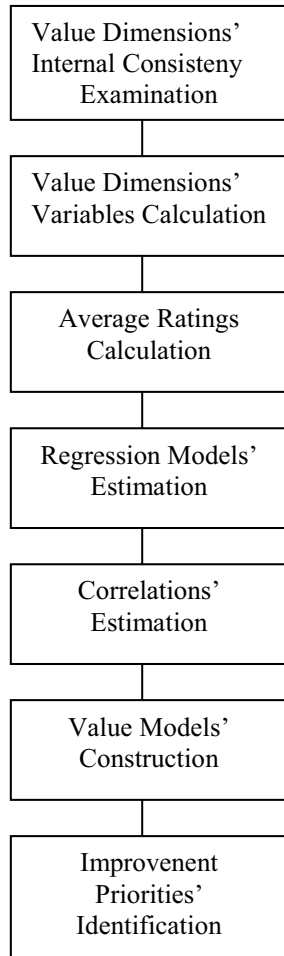 Value Dimensions’
Internal Consisteny
Examination
Value Dimensions’
Variables Calculation
Average Ratings
Calculation
Regression Models’
Estimation
Correlations’
Estimation
Value Models’
Construction
Improvenent
Priorities’
Identification